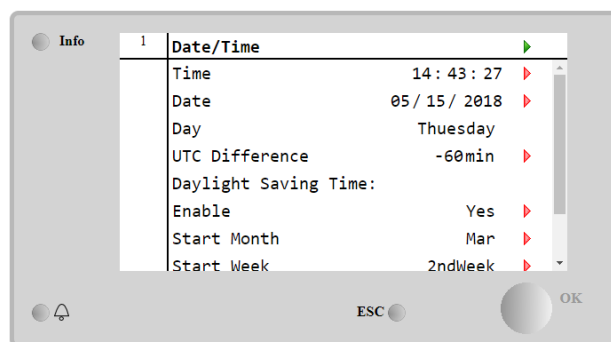 Info
1 Date/Time
Time 14:43:27
Date 05/15/2018
Day Thuesday
UTC Difference -60min
Daylight Saving Time:
Enable Yes
Start Month Mar
Start Week 2ndWeek
ESC
OK